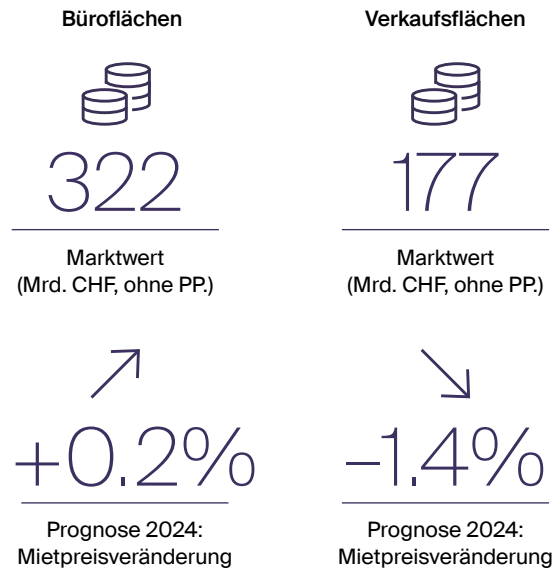 Büroflächen
322
Marktwert
(Mrd. CHF, ohne PP.)
+0.2%
Prognose 2024:
Mietpreisveränderung
Verkaufsflächen
177
Marktwert
(Mrd. CHF, ohne PP.)
–1.4%
Prognose 2024:
Mietpreisveränderung